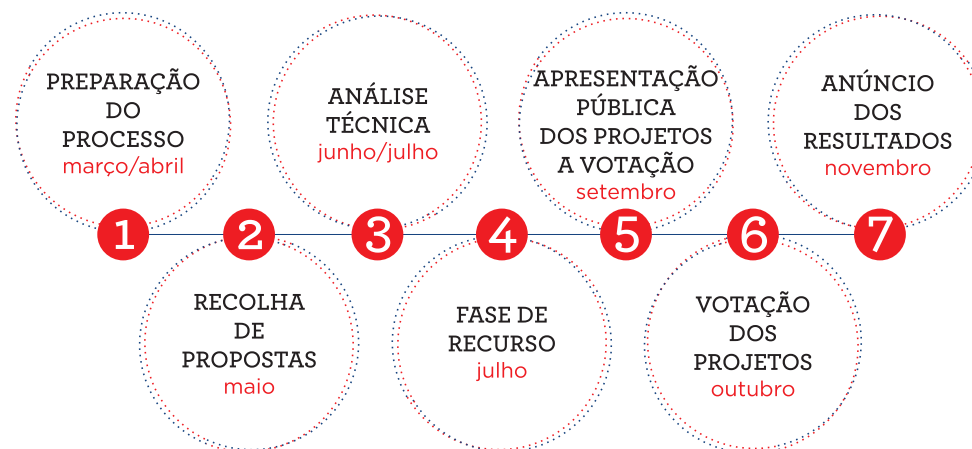 PREPARAÇÃO
DO
PROCESSO
março/abril
1
2
RECOLHA
DE
PROPOSTAS
maio
ANÁLISE
TÉCNICA
junho/julho
3
4
FASE DE
RECURSO
julho
APRESENTAÇÃO
PÚBLICA
DOS PROJETOS
A VOTAÇÃO
setembro
5
6
VOTAÇÃO
DOS
PROJETOS
outubro
ANÚNCIO
DOS
RESULTADOS
novembro
7